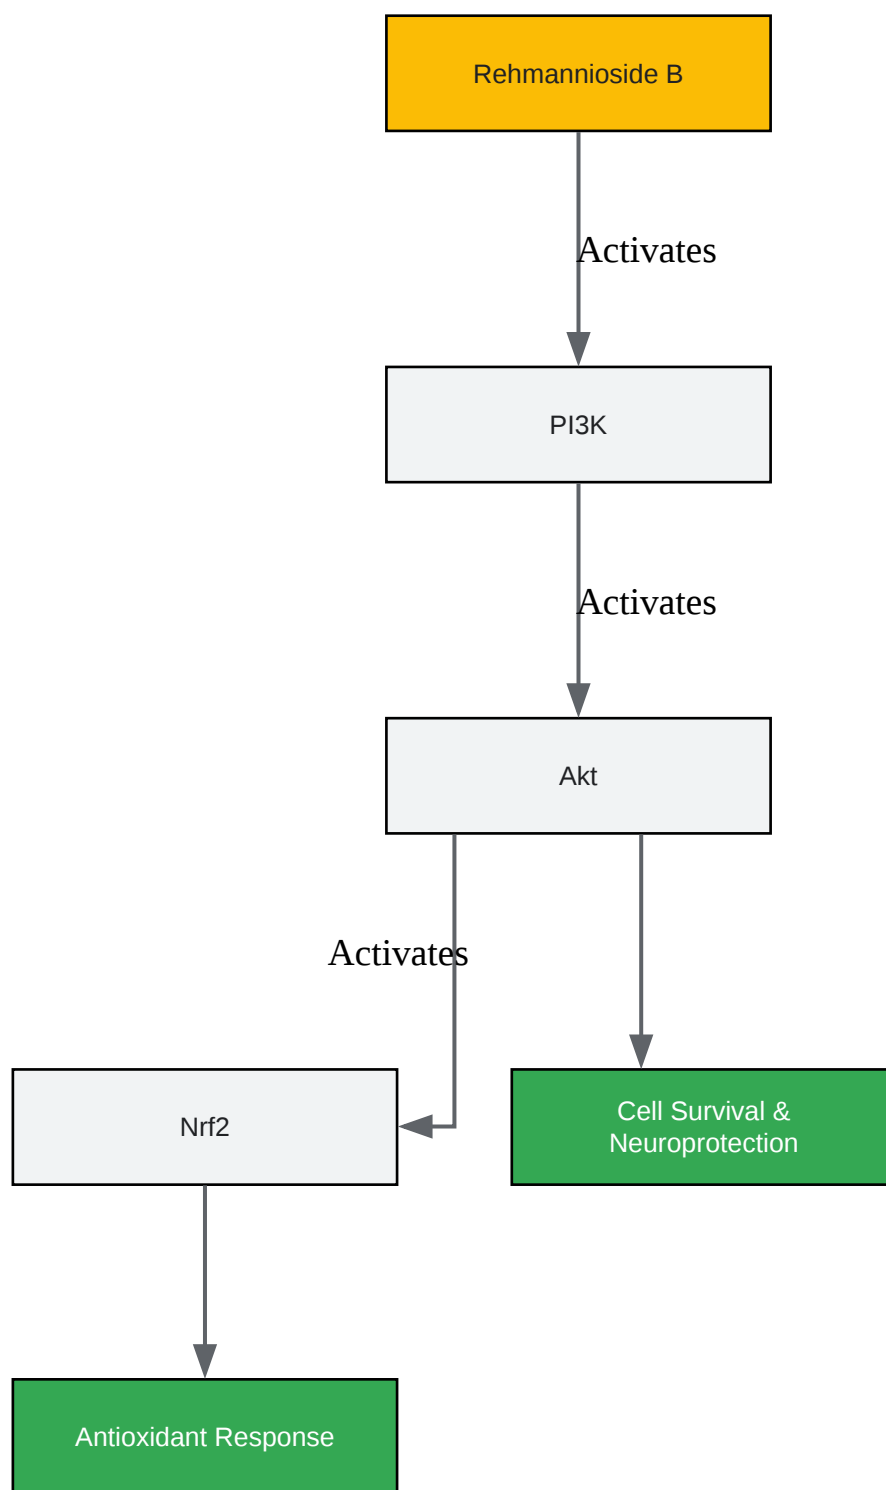 Rehmannioside B
Activates
PI3K
Activates
Akt
Activates
Nrf2
Cell Survival &
Neuroprotection
Antioxidant Response